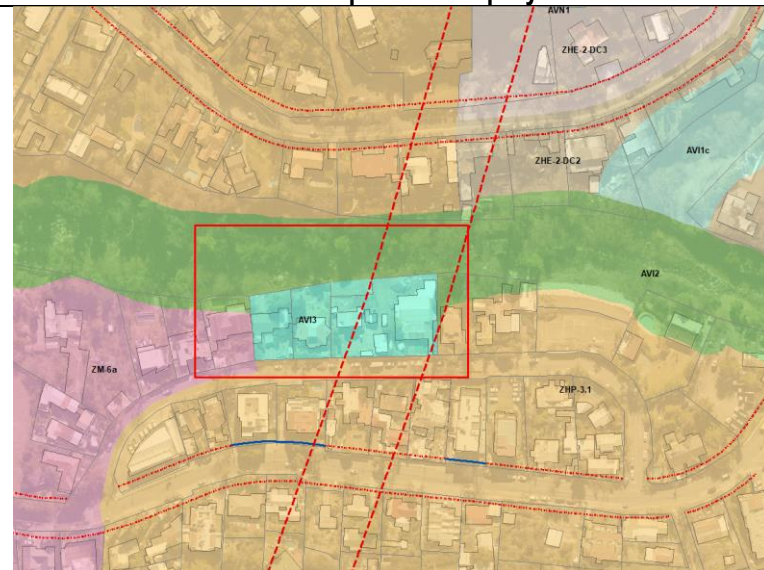 AVN1
ZHE-2-DC3
AVI1c
ZHE-2-DC2
AVI2
AVI3
ZM-6a
ZHP-3.1